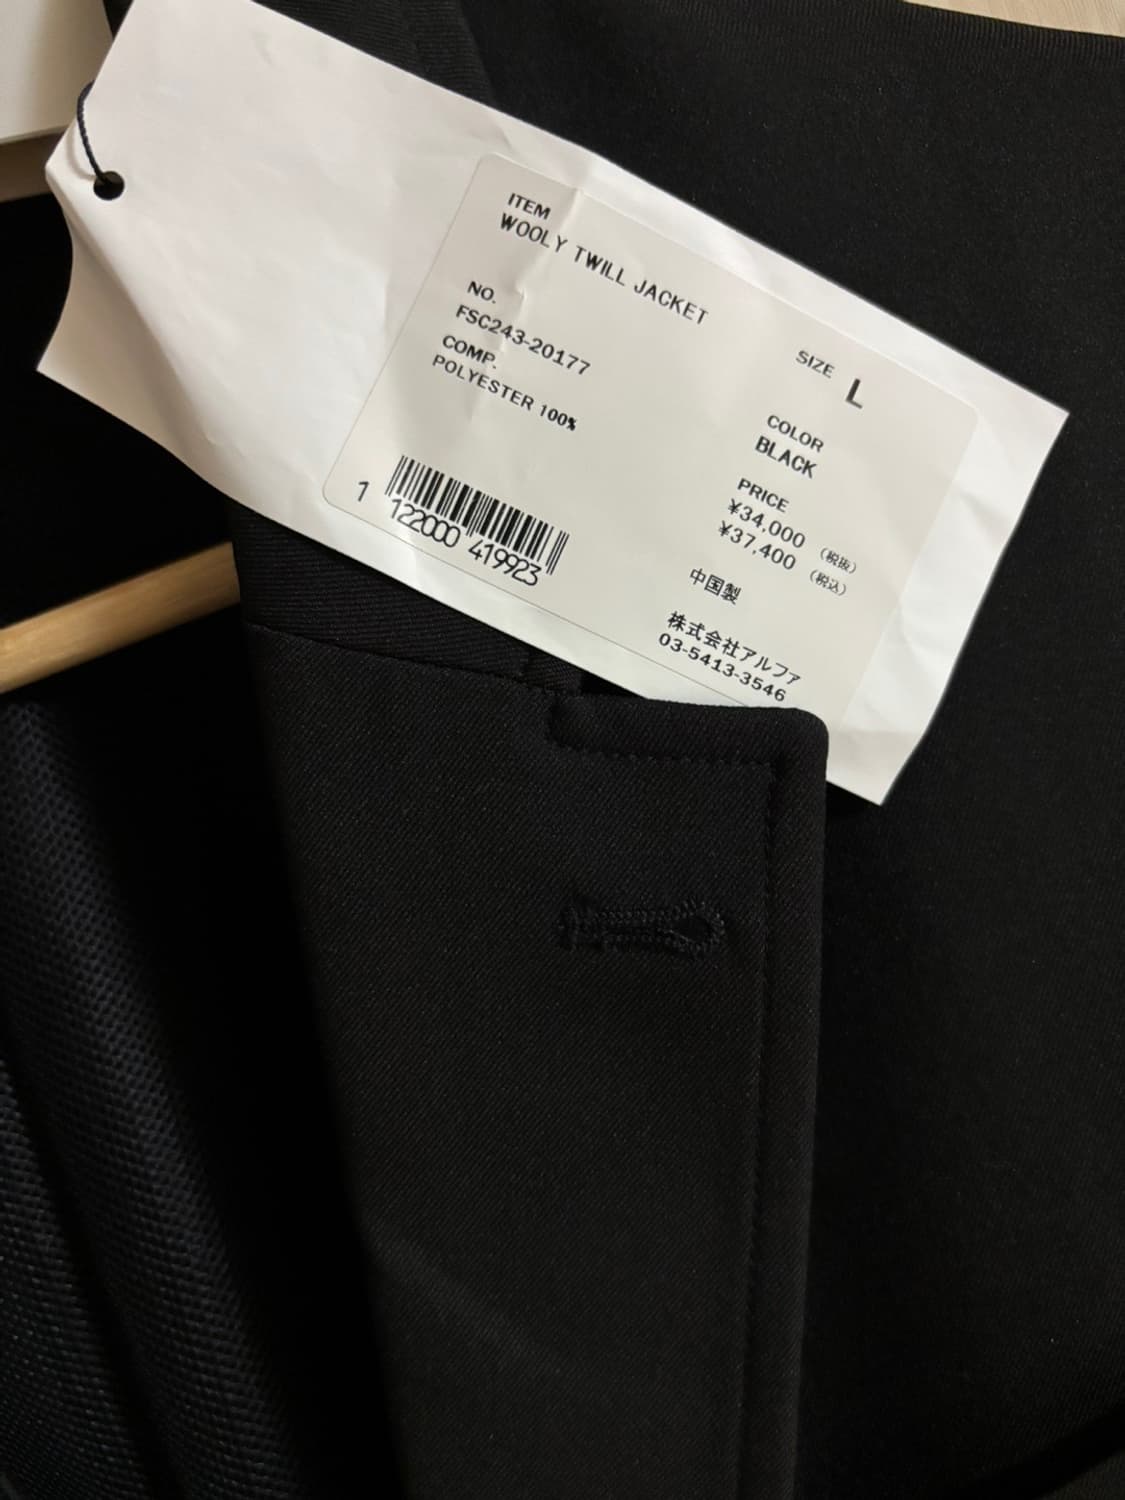 ITEM
WOOLY TWILL JACKET
NO.
FSC243-20177
COMP.
POLYESTER 100%
SIZE L
COLOR
BLACK
PRICE
¥34,000 (税抜)
¥37,400 (税込)
中国製
株式会社アルファ
03-5413-3546
1 122000 419923